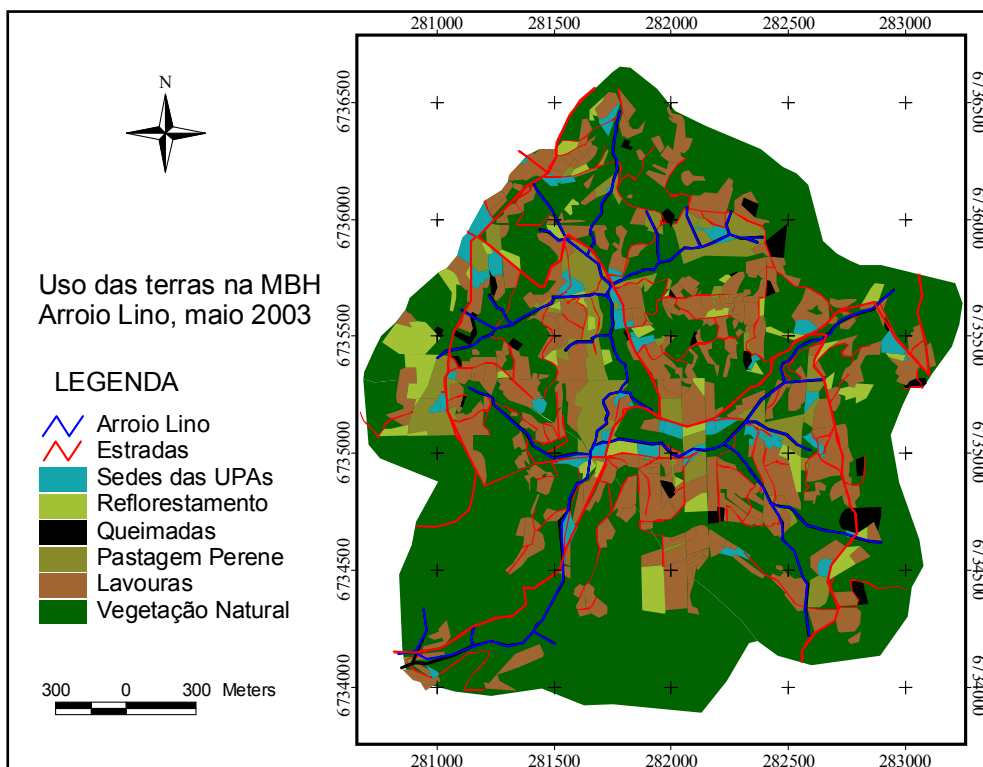 281000 281500 282000 282500 283000
N
6736500
6736000
6735500
6735000
6734500
6734000
6736500
6736000
6735500
6735000
6734500
6734000
Uso das terras na MBH
Arroio Lino, maio 2003
LEGENDA
Arroio Lino
Estradas
Sedes das UPAs
Reflorestamento
Queimadas
Pastagem Perene
Lavouras
Vegetação Natural
300 0 300 Meters
281000 281500 282000 282500 283000